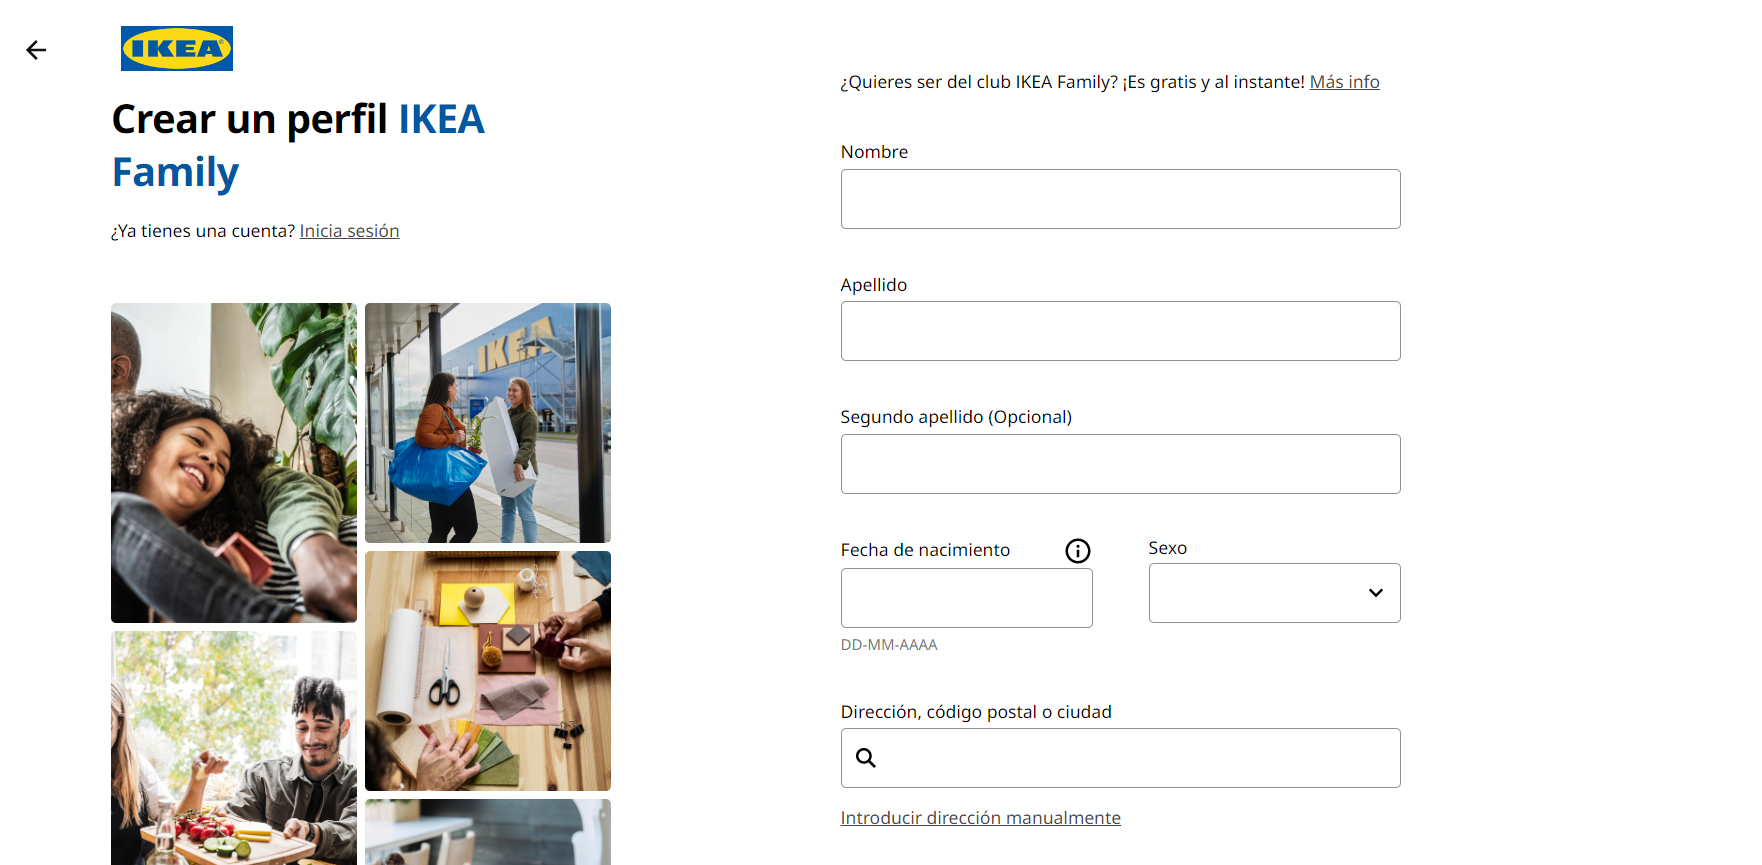 IKEA
Crear un perfil IKEA
Family
¿Ya tienes una cuenta? Inicia sesión
IKEA
¿Quieres ser del club IKEA Family? ¡Es gratis y al instante! Más info
Nombre
Apellido
Segundo apellido (Opcional)
Fecha de nacimiento
Sexo
DD-MM-AAAA
Dirección, código postal o ciudad
Introducir dirección manualmente